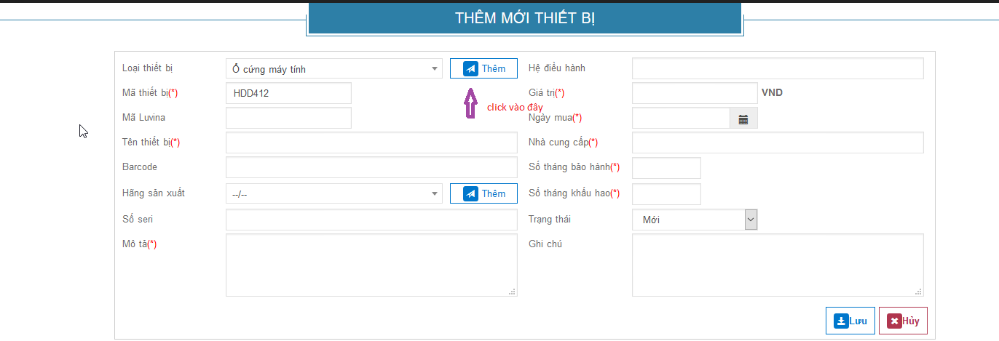 THÊM MỚI THIẾT BỊ
Loại thiết bị
Ổ cứng máy tính
Thêm
Hệ điều hành
Mã thiết bị(*)
HDD412
Giá trị(*)
VND
click vào đây
Mã Luvina
Ngày mua(*)
Tên thiết bị(*)
Nhà cung cấp(*)
Barcode
Số tháng bảo hành(*)
Hãng sản xuất
--/--
Thêm
Số tháng khấu hao(*)
Số seri
Trạng thái
Mới
Mô tả(*)
Ghi chú
Lưu
Hủy